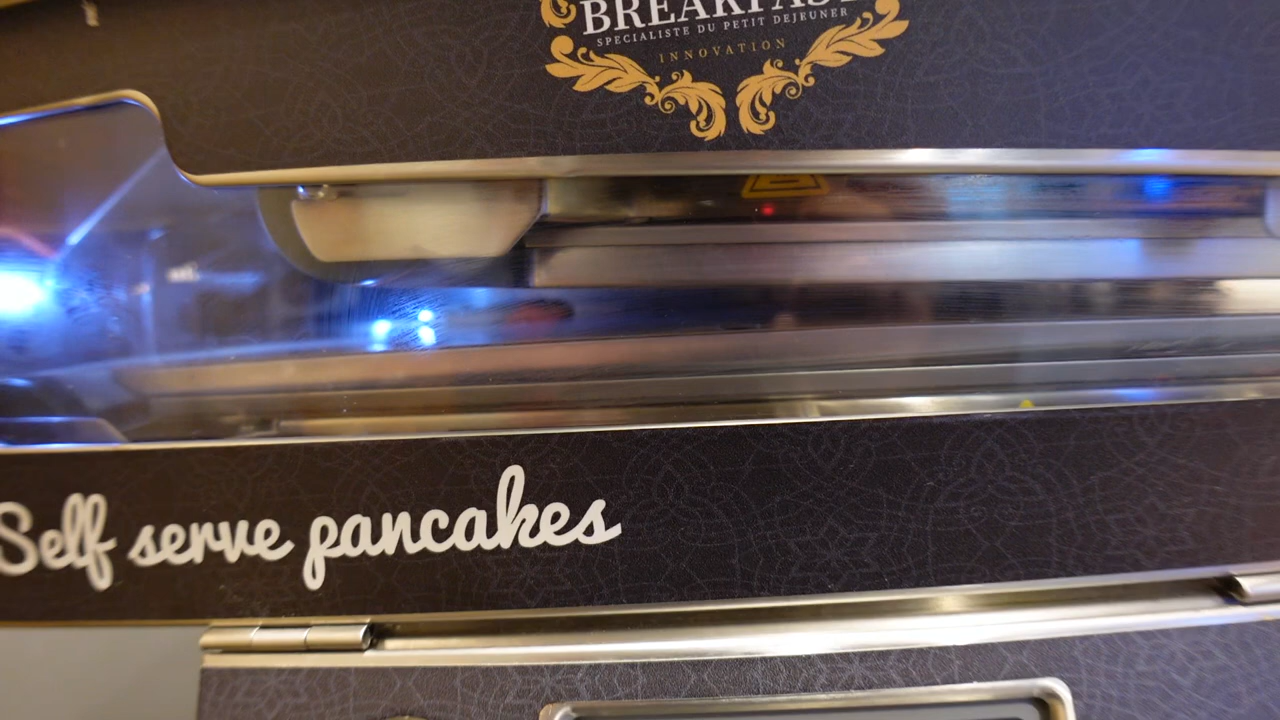 BREAKFAST
SPECIALISTE DU PETIT DEJEUNER
INNOVATION
Self serve pancakes